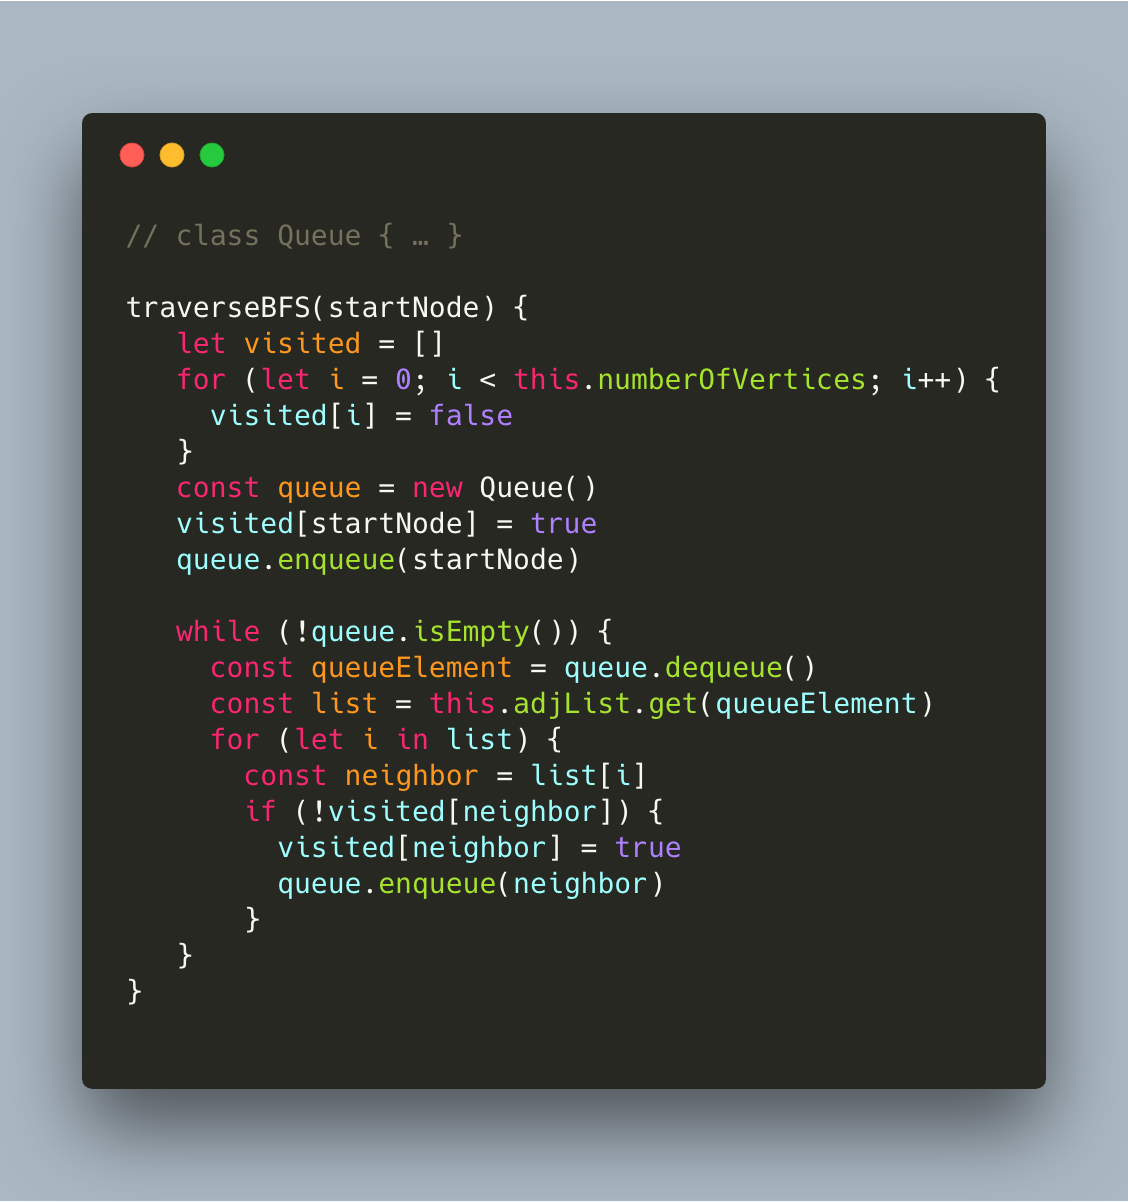 // class Queue { … }

traverseBFS(startNode) {
   let visited = []
   for (let i = 0; i < this.numberOfVertices; i++) {
     visited[i] = false
   }
   const queue = new Queue()
   visited[startNode] = true
   queue.enqueue(startNode)

   while (!queue.isEmpty()) {
     const queueElement = queue.dequeue()
     const list = this.adjList.get(queueElement)
     for (let i in list) {
       const neighbor = list[i]
       if (!visited[neighbor]) {
         visited[neighbor] = true
         queue.enqueue(neighbor)
       }
   }
}